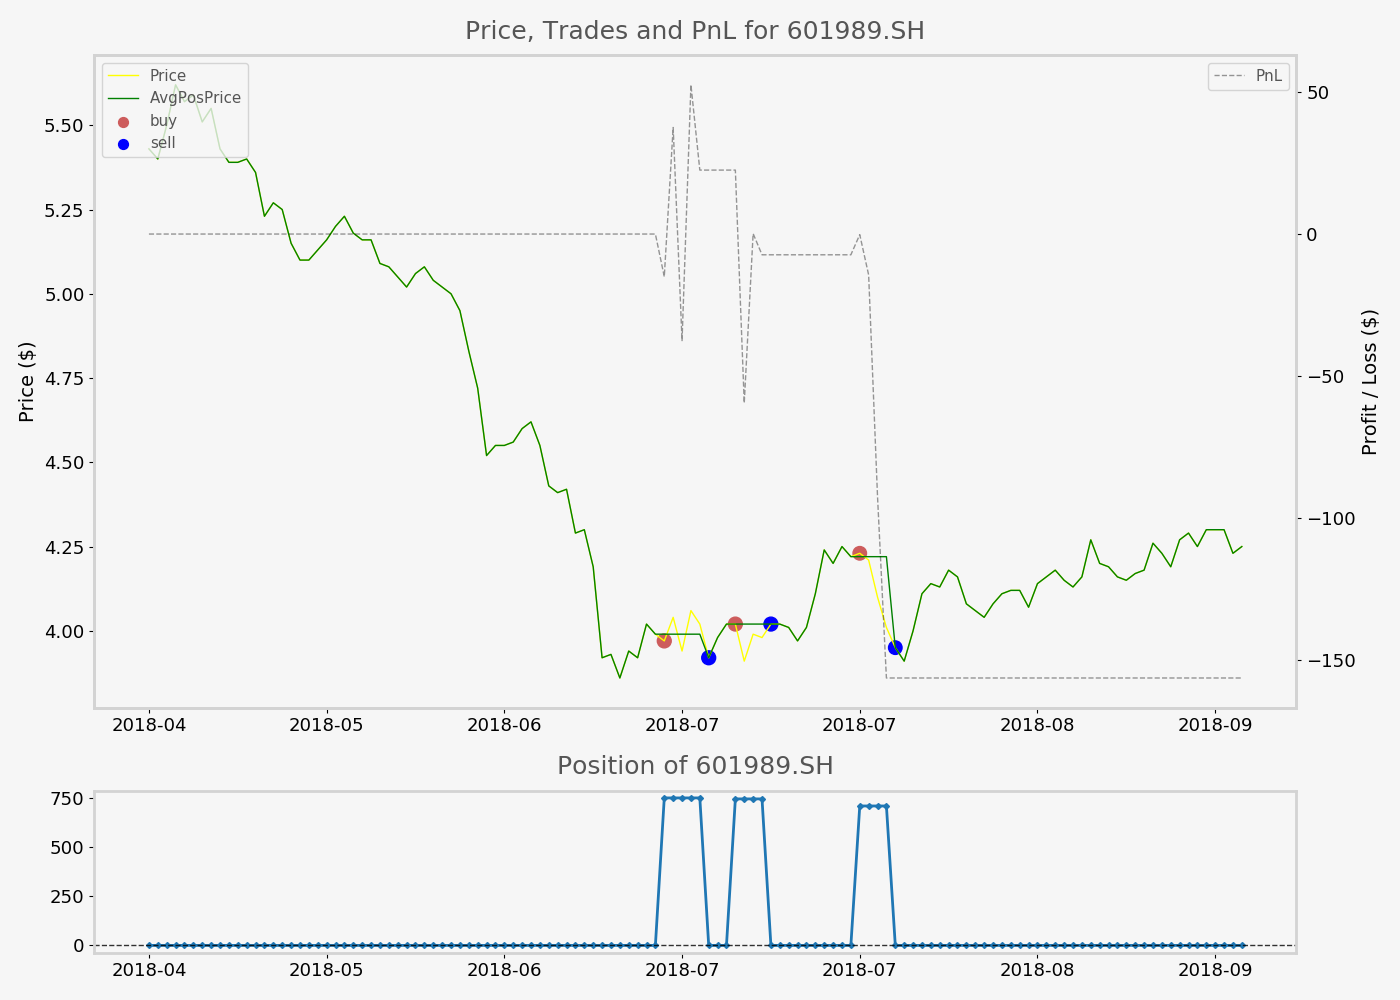 Price, Trades and PnL for 601989.SH
Price
AvgPosPrice
buy
sell
PnL
5.50
5.25
5.00
4.75
4.50
4.25
4.00
Price ($)
50
0
−50
−100
−150
Profit / Loss ($)
2018-04 2018-05 2018-06 2018-07 2018-07 2018-08 2018-09
Position of 601989.SH
750
500
250
0
2018-04 2018-05 2018-06 2018-07 2018-07 2018-08 2018-09